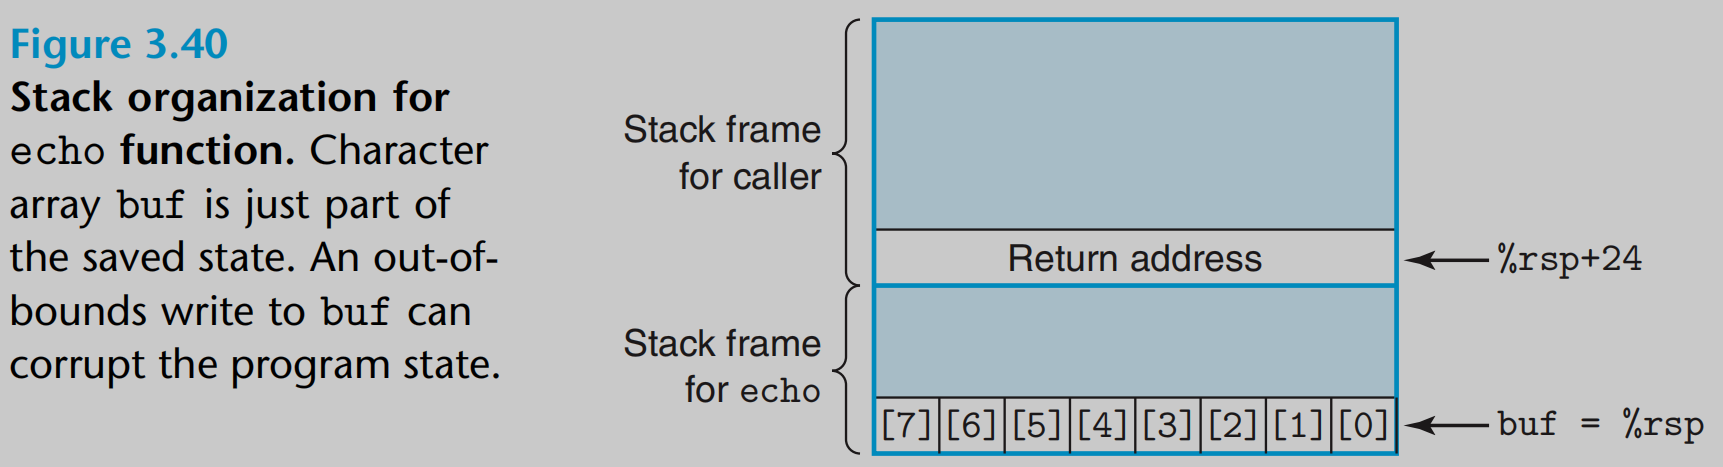 Figure 3.40
Stack organization for
echo function. Character
array buf is just part of
the saved state. An out-of-
bounds write to buf can
corrupt the program state.
Stack frame
for caller
Return address
%rsp+24
Stack frame
for echo
[7] [6] [5] [4] [3] [2] [1] [0]
buf = %rsp